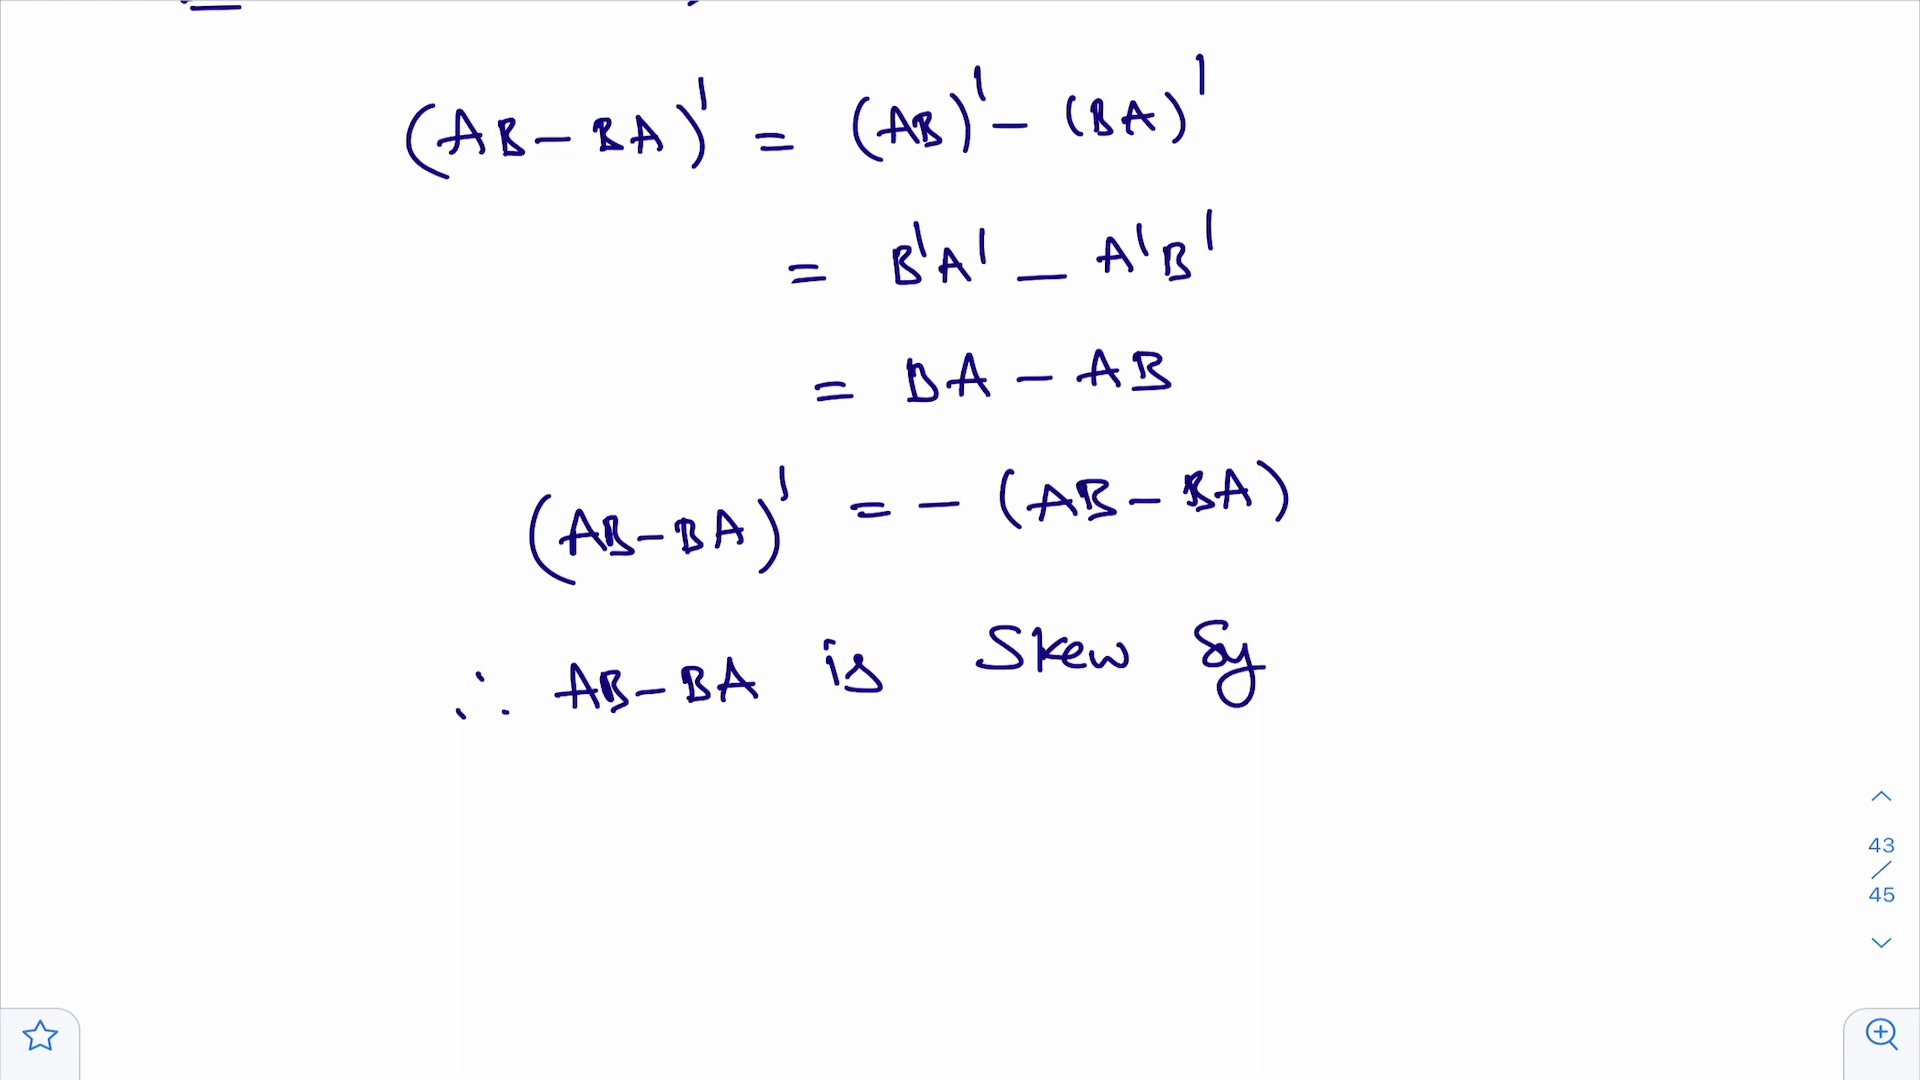 (AB - BA)' = (AB)' - (BA)'
= B'A' - A'B'
= BA - AB
(AB - BA)' = - (AB - BA)
∴ AB - BA is Skew Sy
43
/
45